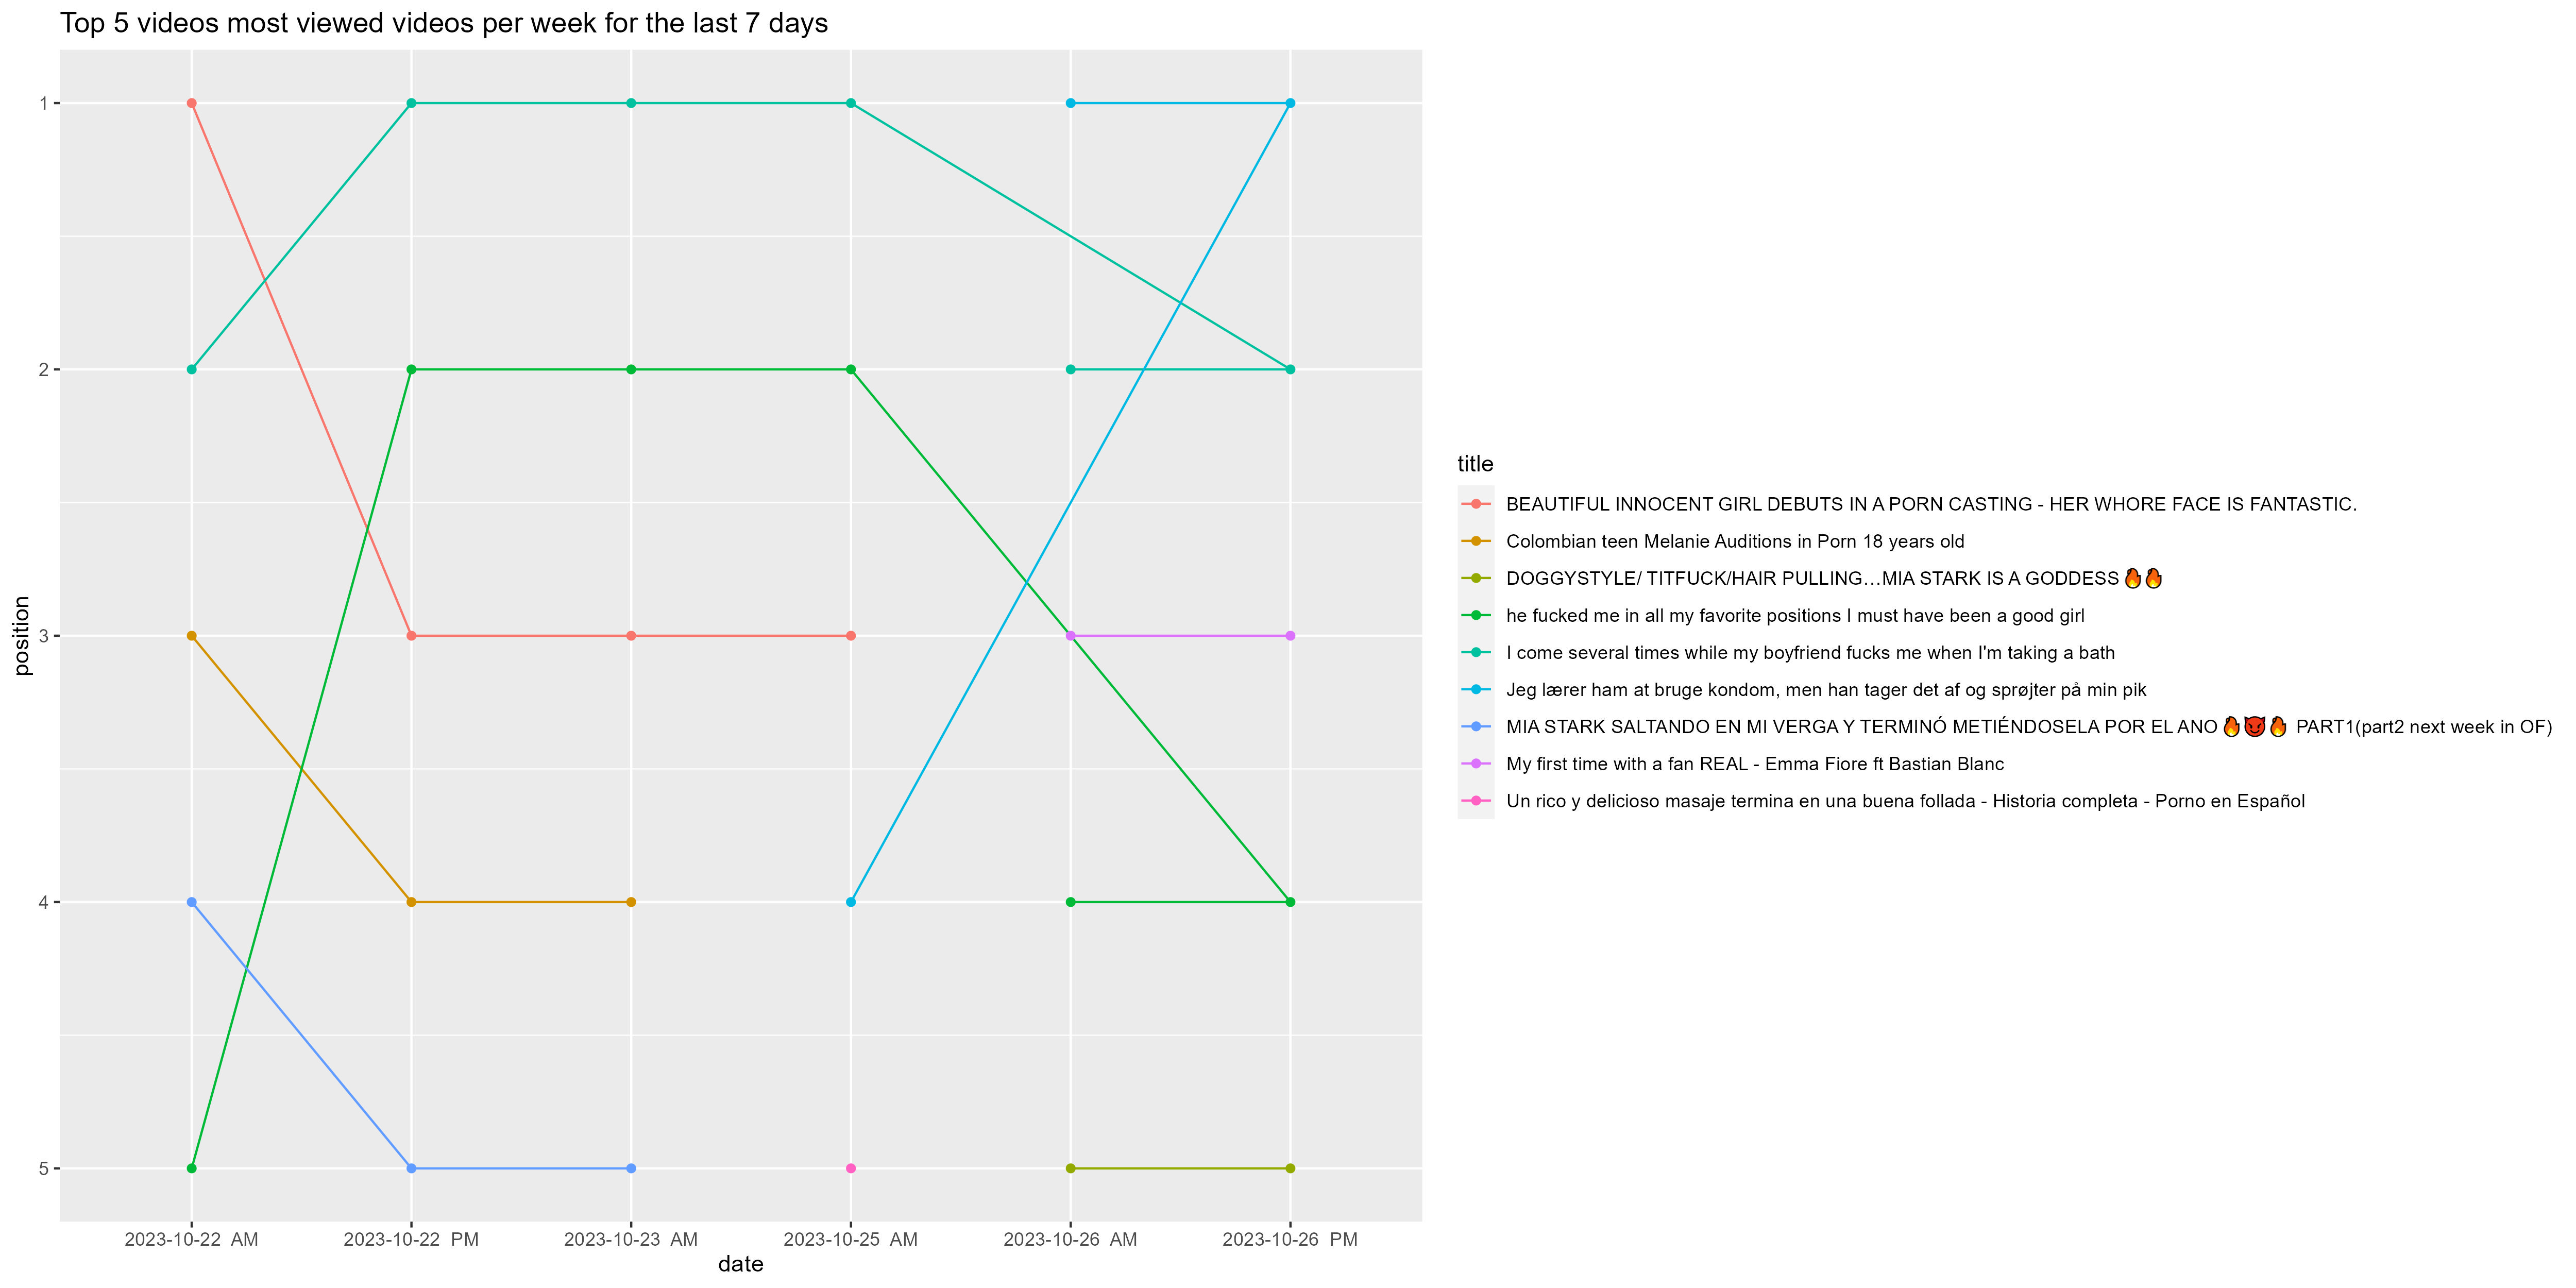 Top 5 videos most viewed videos per week for the last 7 days
position
1
2
3
4
5
2023-10-22 AM
2023-10-22 PM
2023-10-23 AM
2023-10-25 AM
2023-10-26 AM
2023-10-26 PM
date
title
BEAUTIFUL INNOCENT GIRL DEBUTS IN A PORN CASTING - HER WHORE FACE IS FANTASTIC.
Colombian teen Melanie Auditions in Porn 18 years old
DOGGYSTYLE/ TITFUCK/HAIR PULLING…MIA STARK IS A GODDESS 🔥🔥
he fucked me in all my favorite positions I must have been a good girl
I come several times while my boyfriend fucks me when I'm taking a bath
Jeg lærer ham at bruge kondom, men han tager det af og sprøjter på min pik
MIA STARK SALTANDO EN MI VERGA Y TERMINÓ METIÉNDOSELA POR EL ANO 🔥😈🔥 PART1(part2 next week in OF)
My first time with a fan REAL - Emma Fiore ft Bastian Blanc
Un rico y delicioso masaje termina en una buena follada - Historia completa - Porno en Español